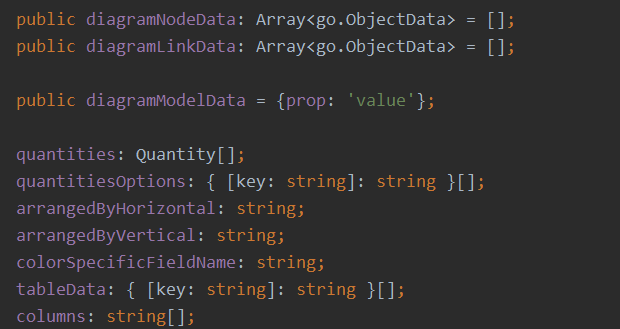 public diagramNodeData: Array<go.ObjectData> = [];
public diagramLinkData: Array<go.ObjectData> = [];
public diagramModelData = {prop: 'value'};
quantities: Quantity[];
quantitiesOptions: { [key: string]: string }[];
arrangedByHorizontal: string;
arrangedByVertical: string;
colorSpecificFieldName: string;
tableData: { [key: string]: string }[];
columns: string[];